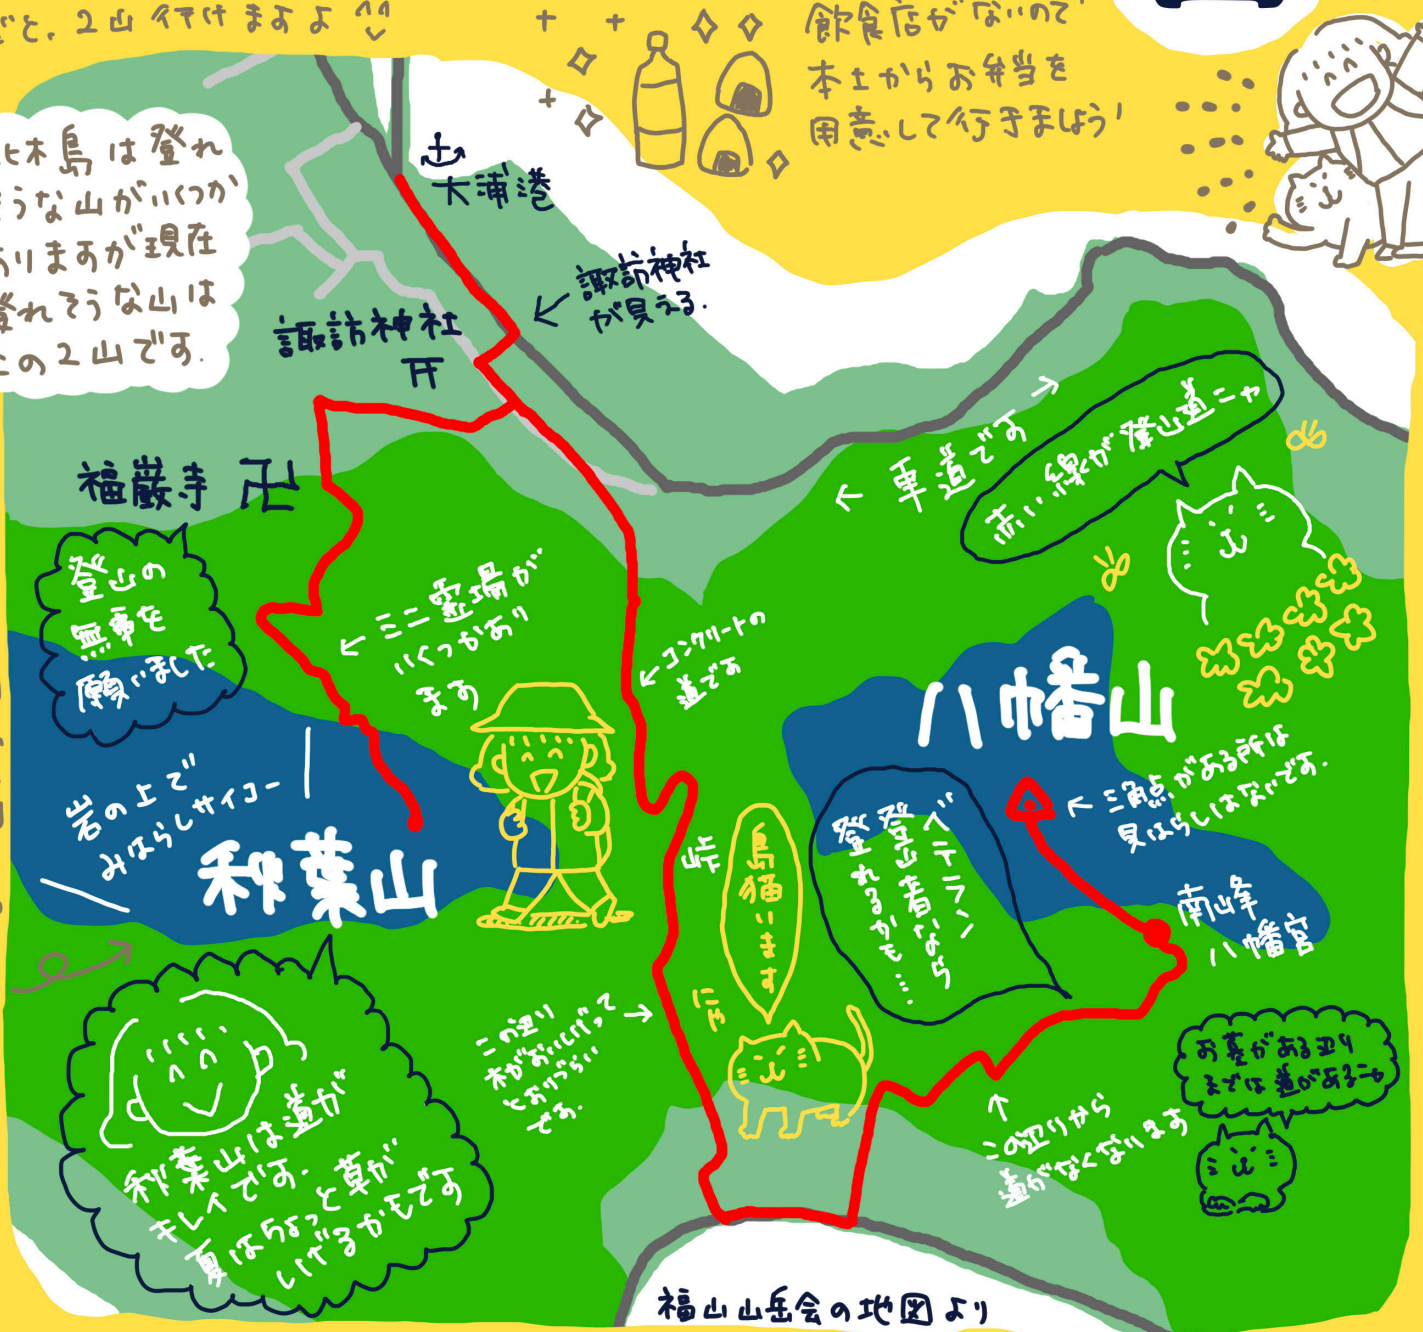 ごと、2山 行けますよ ^^
飲食店がないので
本土からお弁当を
用意して行きましょう!
北木島は登れ
そうな山がいくつか
ありますが現在
登れそうな山は
この2山です.
大浦港
諏訪神社
が見える.
諏訪神社
福厳寺 卍
登山の
無事を
願いました
← ミニ霊場が
いくつかあり
ます
← コンクリートの
道です
← 車道です →
赤い線が登山道ニャ
八幡山
← 三角点がある所は
見はらしはないです.
岩の上で
みはらしサイコー
秋葉山
峠
島猫います
にゃ
ベテラン
登山者なら
登れるかも…
南峰
八幡宮
この辺り
木がおいしげって
とおりづらい
です.
↑
この辺りから
道がなくなります
お墓がある辺り
までは道があるニャ
秋葉山は道が
キレイです.
夏はちょっと草が
しげるかもです
福山山岳会の地図より